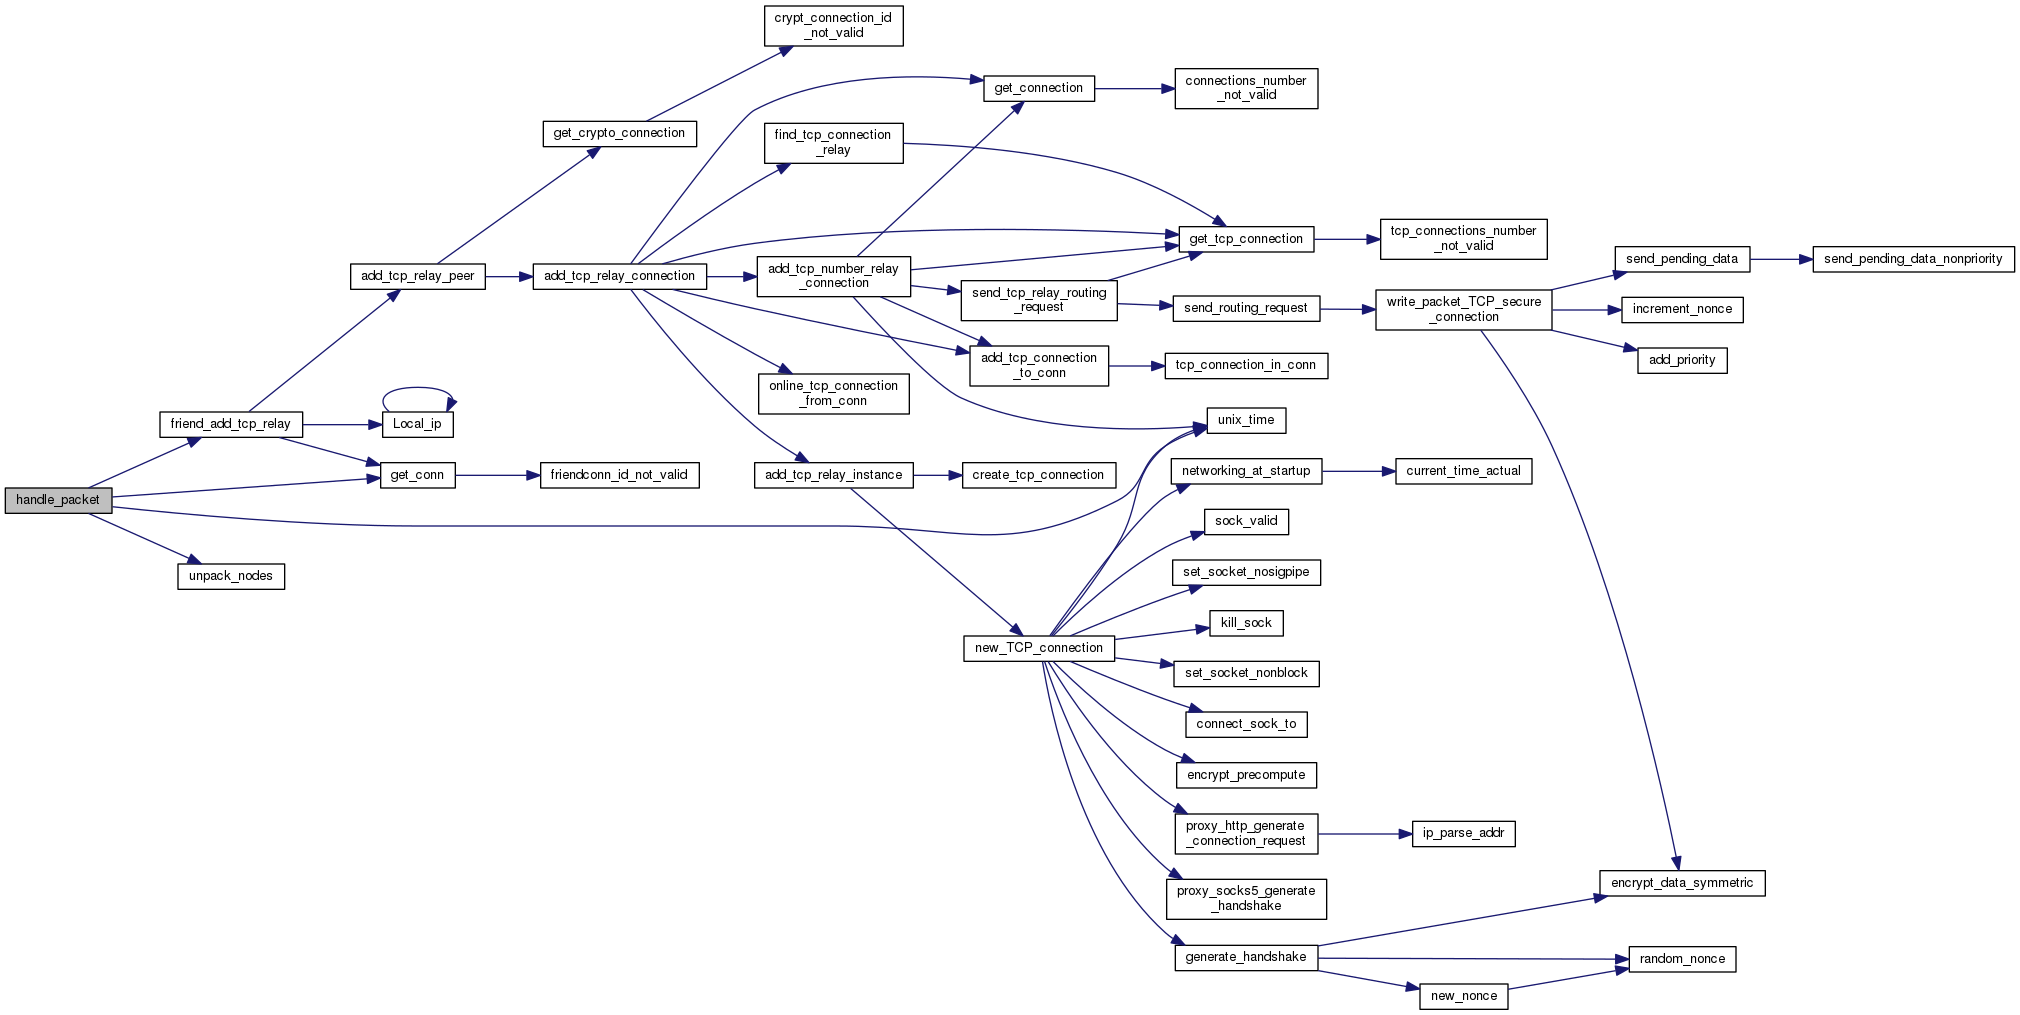 crypt_connection_id
_not_valid
get_connection
connections_number
_not_valid
get_crypto_connection
find_tcp_connection
_relay
get_tcp_connection
tcp_connections_number
_not_valid
send_pending_data
send_pending_data_nonpriority
add_tcp_relay_peer
add_tcp_relay_connection
add_tcp_number_relay
_connection
send_tcp_relay_routing
_request
send_routing_request
write_packet_TCP_secure
_connection
increment_nonce
add_priority
add_tcp_connection
_to_conn
tcp_connection_in_conn
online_tcp_connection
_from_conn
friend_add_tcp_relay
Local_ip
unix_time
get_conn
friendconn_id_not_valid
add_tcp_relay_instance
create_tcp_connection
networking_at_startup
current_time_actual
handle_packet
sock_valid
unpack_nodes
set_socket_nosigpipe
kill_sock
new_TCP_connection
set_socket_nonblock
connect_sock_to
encrypt_precompute
proxy_http_generate
_connection_request
ip_parse_addr
proxy_socks5_generate
_handshake
encrypt_data_symmetric
generate_handshake
random_nonce
new_nonce